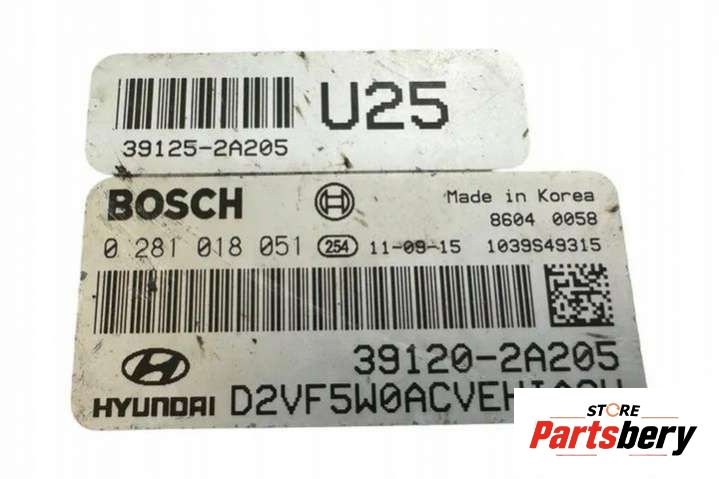 U25
39125-2A205
BOSCH
Made in Korea
8604 0058
0 281 018 051 254 11-09-15 1039S49315
39120-2A205
HYUNDAI
STORE
Partsbery